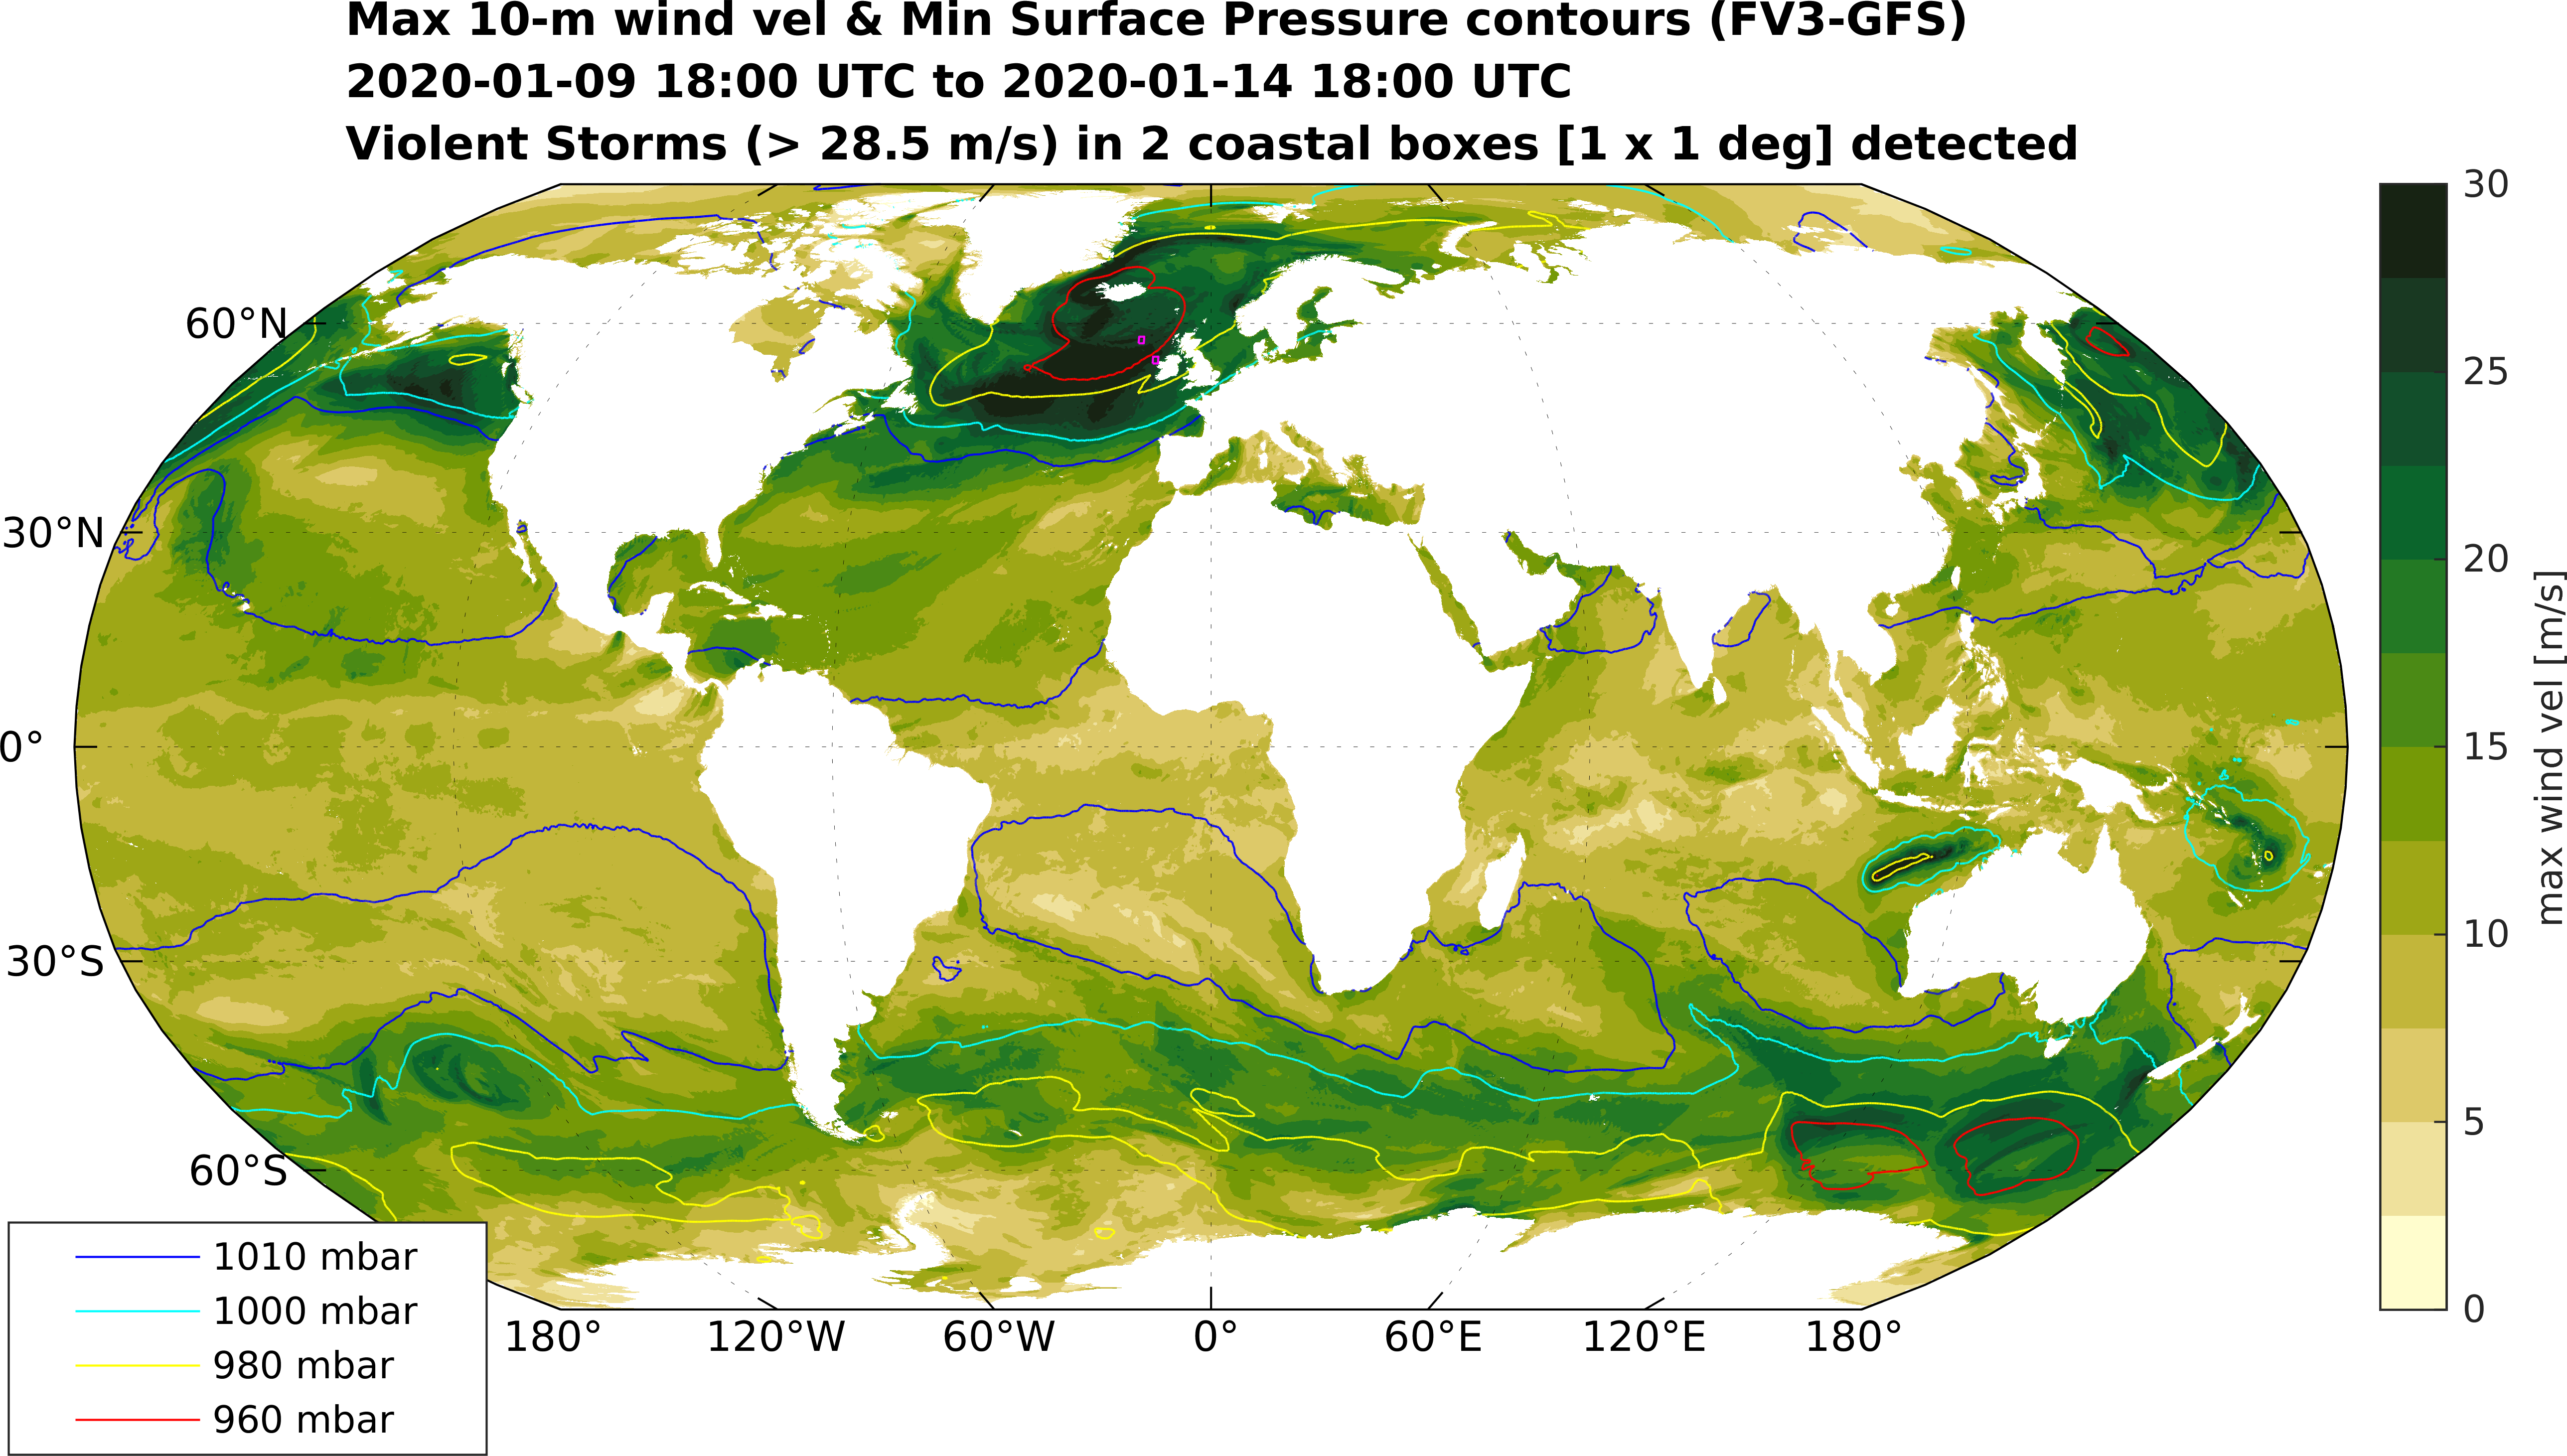 Max 10-m wind vel & Min Surface Pressure contours (FV3-GFS)
2020-01-09 18:00 UTC to 2020-01-14 18:00 UTC
Violent Storms (> 28.5 m/s) in 2 coastal boxes [1 x 1 deg] detected
60°N
30°N
0°
30°S
60°S
180°
120°W
60°W
0°
60°E
120°E
180°
1010 mbar
1000 mbar
980 mbar
960 mbar
30
25
20
15
10
5
0
max wind vel [m/s]